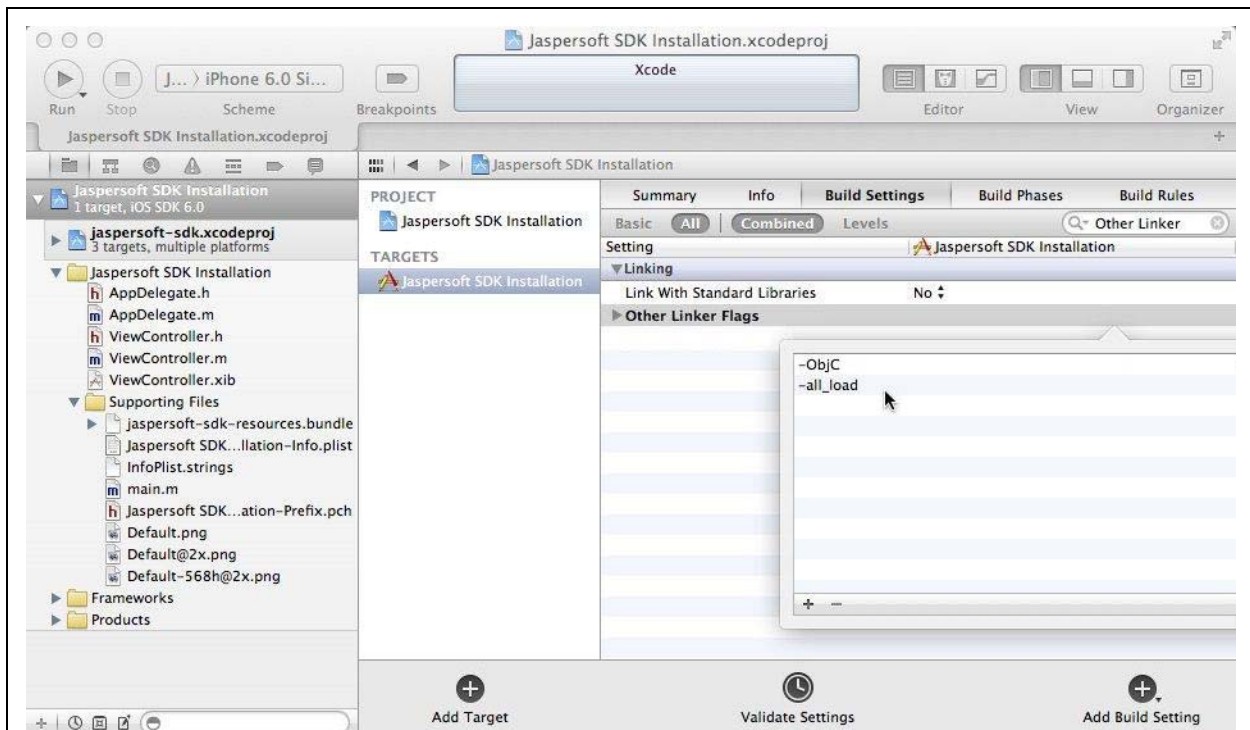 Jaspersoft SDK Installation.xcodeproj
J... ⟩ iPhone 6.0 Si...
Xcode
Run Stop Scheme Breakpoints Editor View Organizer
Jaspersoft SDK Installation.xcodeproj
Jaspersoft SDK Installation
Jaspersoft SDK Installation
1 target, iOS SDK 6.0
jaspersoft-sdk.xcodeproj
3 targets, multiple platforms
Jaspersoft SDK Installation
h AppDelegate.h
m AppDelegate.m
h ViewController.h
m ViewController.m
ViewController.xib
Supporting Files
jaspersoft-sdk-resources.bundle
Jaspersoft SDK...llation-Info.plist
InfoPlist.strings
m main.m
h Jaspersoft SDK...ation-Prefix.pch
Default.png
Default@2x.png
Default-568h@2x.png
Frameworks
Products
PROJECT
Jaspersoft SDK Installation
TARGETS
Jaspersoft SDK Installation
Summary Info Build Settings Build Phases Build Rules
Basic All Combined Levels Other Linker
Setting Jaspersoft SDK Installation
Linking
Link With Standard Libraries No
Other Linker Flags
-ObjC
-all_load
Add Target Validate Settings Add Build Setting